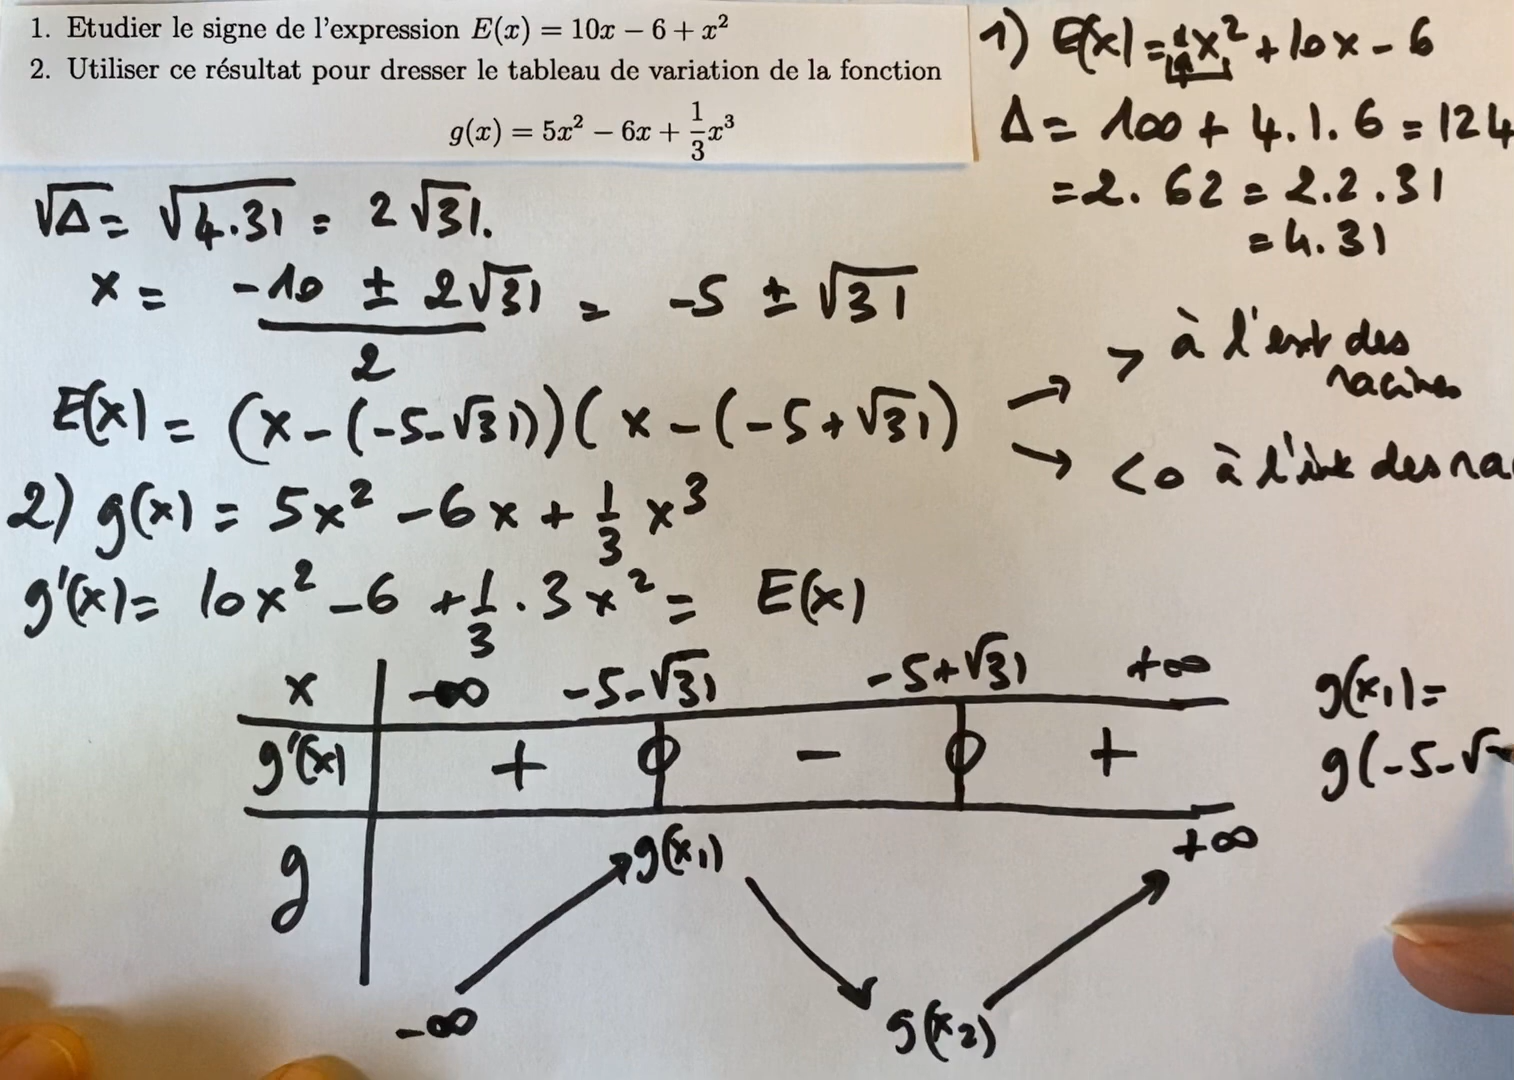 1. Etudier le signe de l'expression E(x) = 10x − 6 + x²
2. Utiliser ce résultat pour dresser le tableau de variation de la fonction
g(x) = 5x² − 6x + 1/3 x³
1) E(x) = 1x² + 10x − 6
Δ = 100 + 4.1.6 = 124
= 2. 62 = 2.2.31
= 4.31
√Δ = √4.31 = 2√31.
x = (−10 ± 2√31)/2 = −5 ± √31
E(x) = (x − (−5 − √31))(x − (−5 + √31)
→ > à l'ext des
racines
→ <0 à l'int des ra
2) g(x) = 5x² − 6x + 1/3 x³
g'(x) = 10x² − 6 + 1/3 . 3x² = E(x)
x −∞ −5−√31 −5+√31 +∞
g'(x) + 0 − 0 +
g −∞ g(x₁) g(x₂) +∞
g(x₁) =
g(−5−√